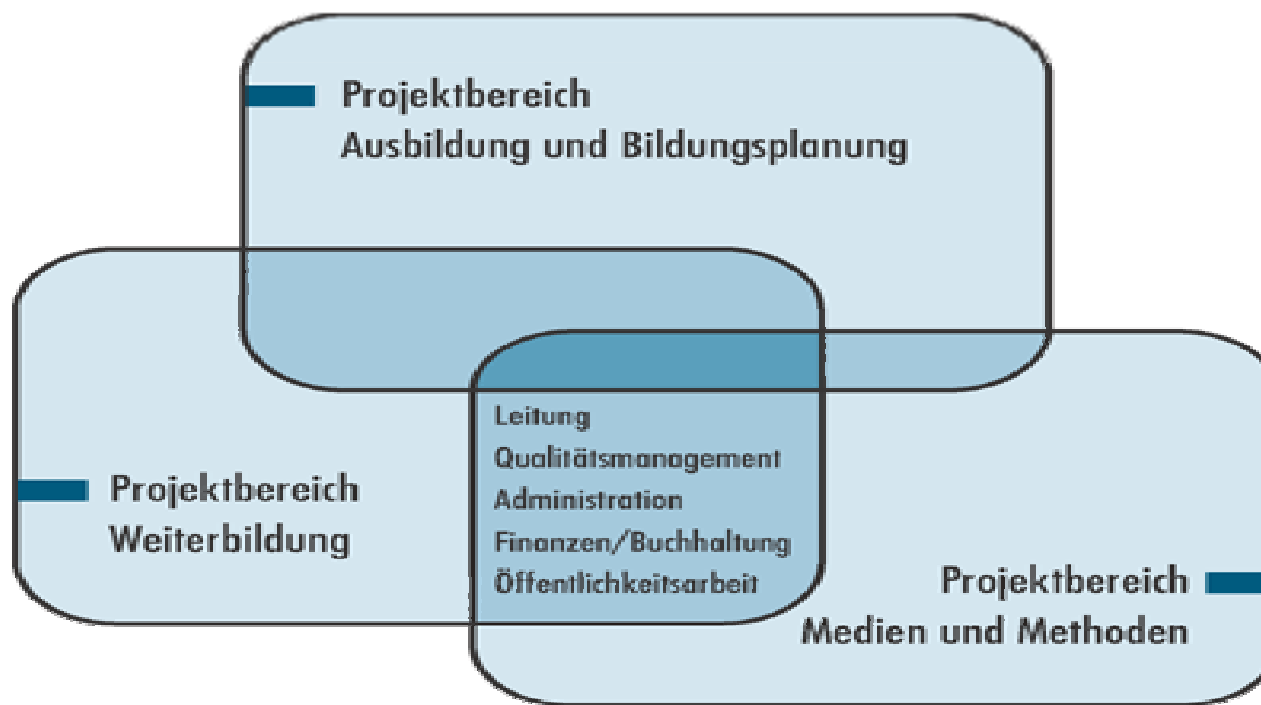 Projektbereich
Ausbildung und Bildungsplanung
Leitung
Qualitätsmanagement
Administration
Finanzen/Buchhaltung
Öffentlichkeitsarbeit
Projektbereich
Weiterbildung
Projektbereich
Medien und Methoden